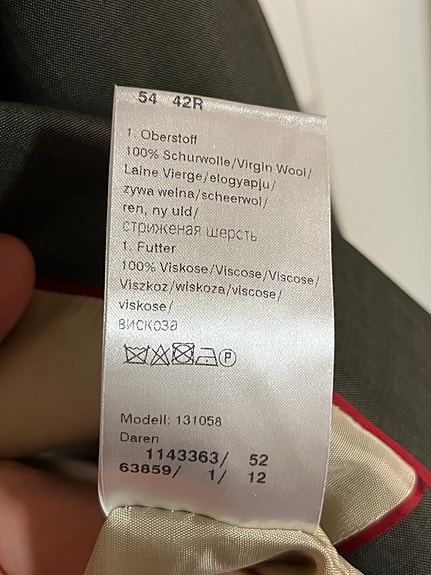 54 42R
1. Oberstoff
100% Schurwolle/Virgin Wool/
Laine Vierge/elogyapju/
zywa welna/scheerwol/
ren, ny uld/
стриженая шерсть
1. Futter
100% Viskose/Viscose/Viscose/
Viszkoz/wiskoza/viscose/
viskose/
вискоза
P
Modell: 131058
Daren
1143363/ 52
63859/ 1/ 12